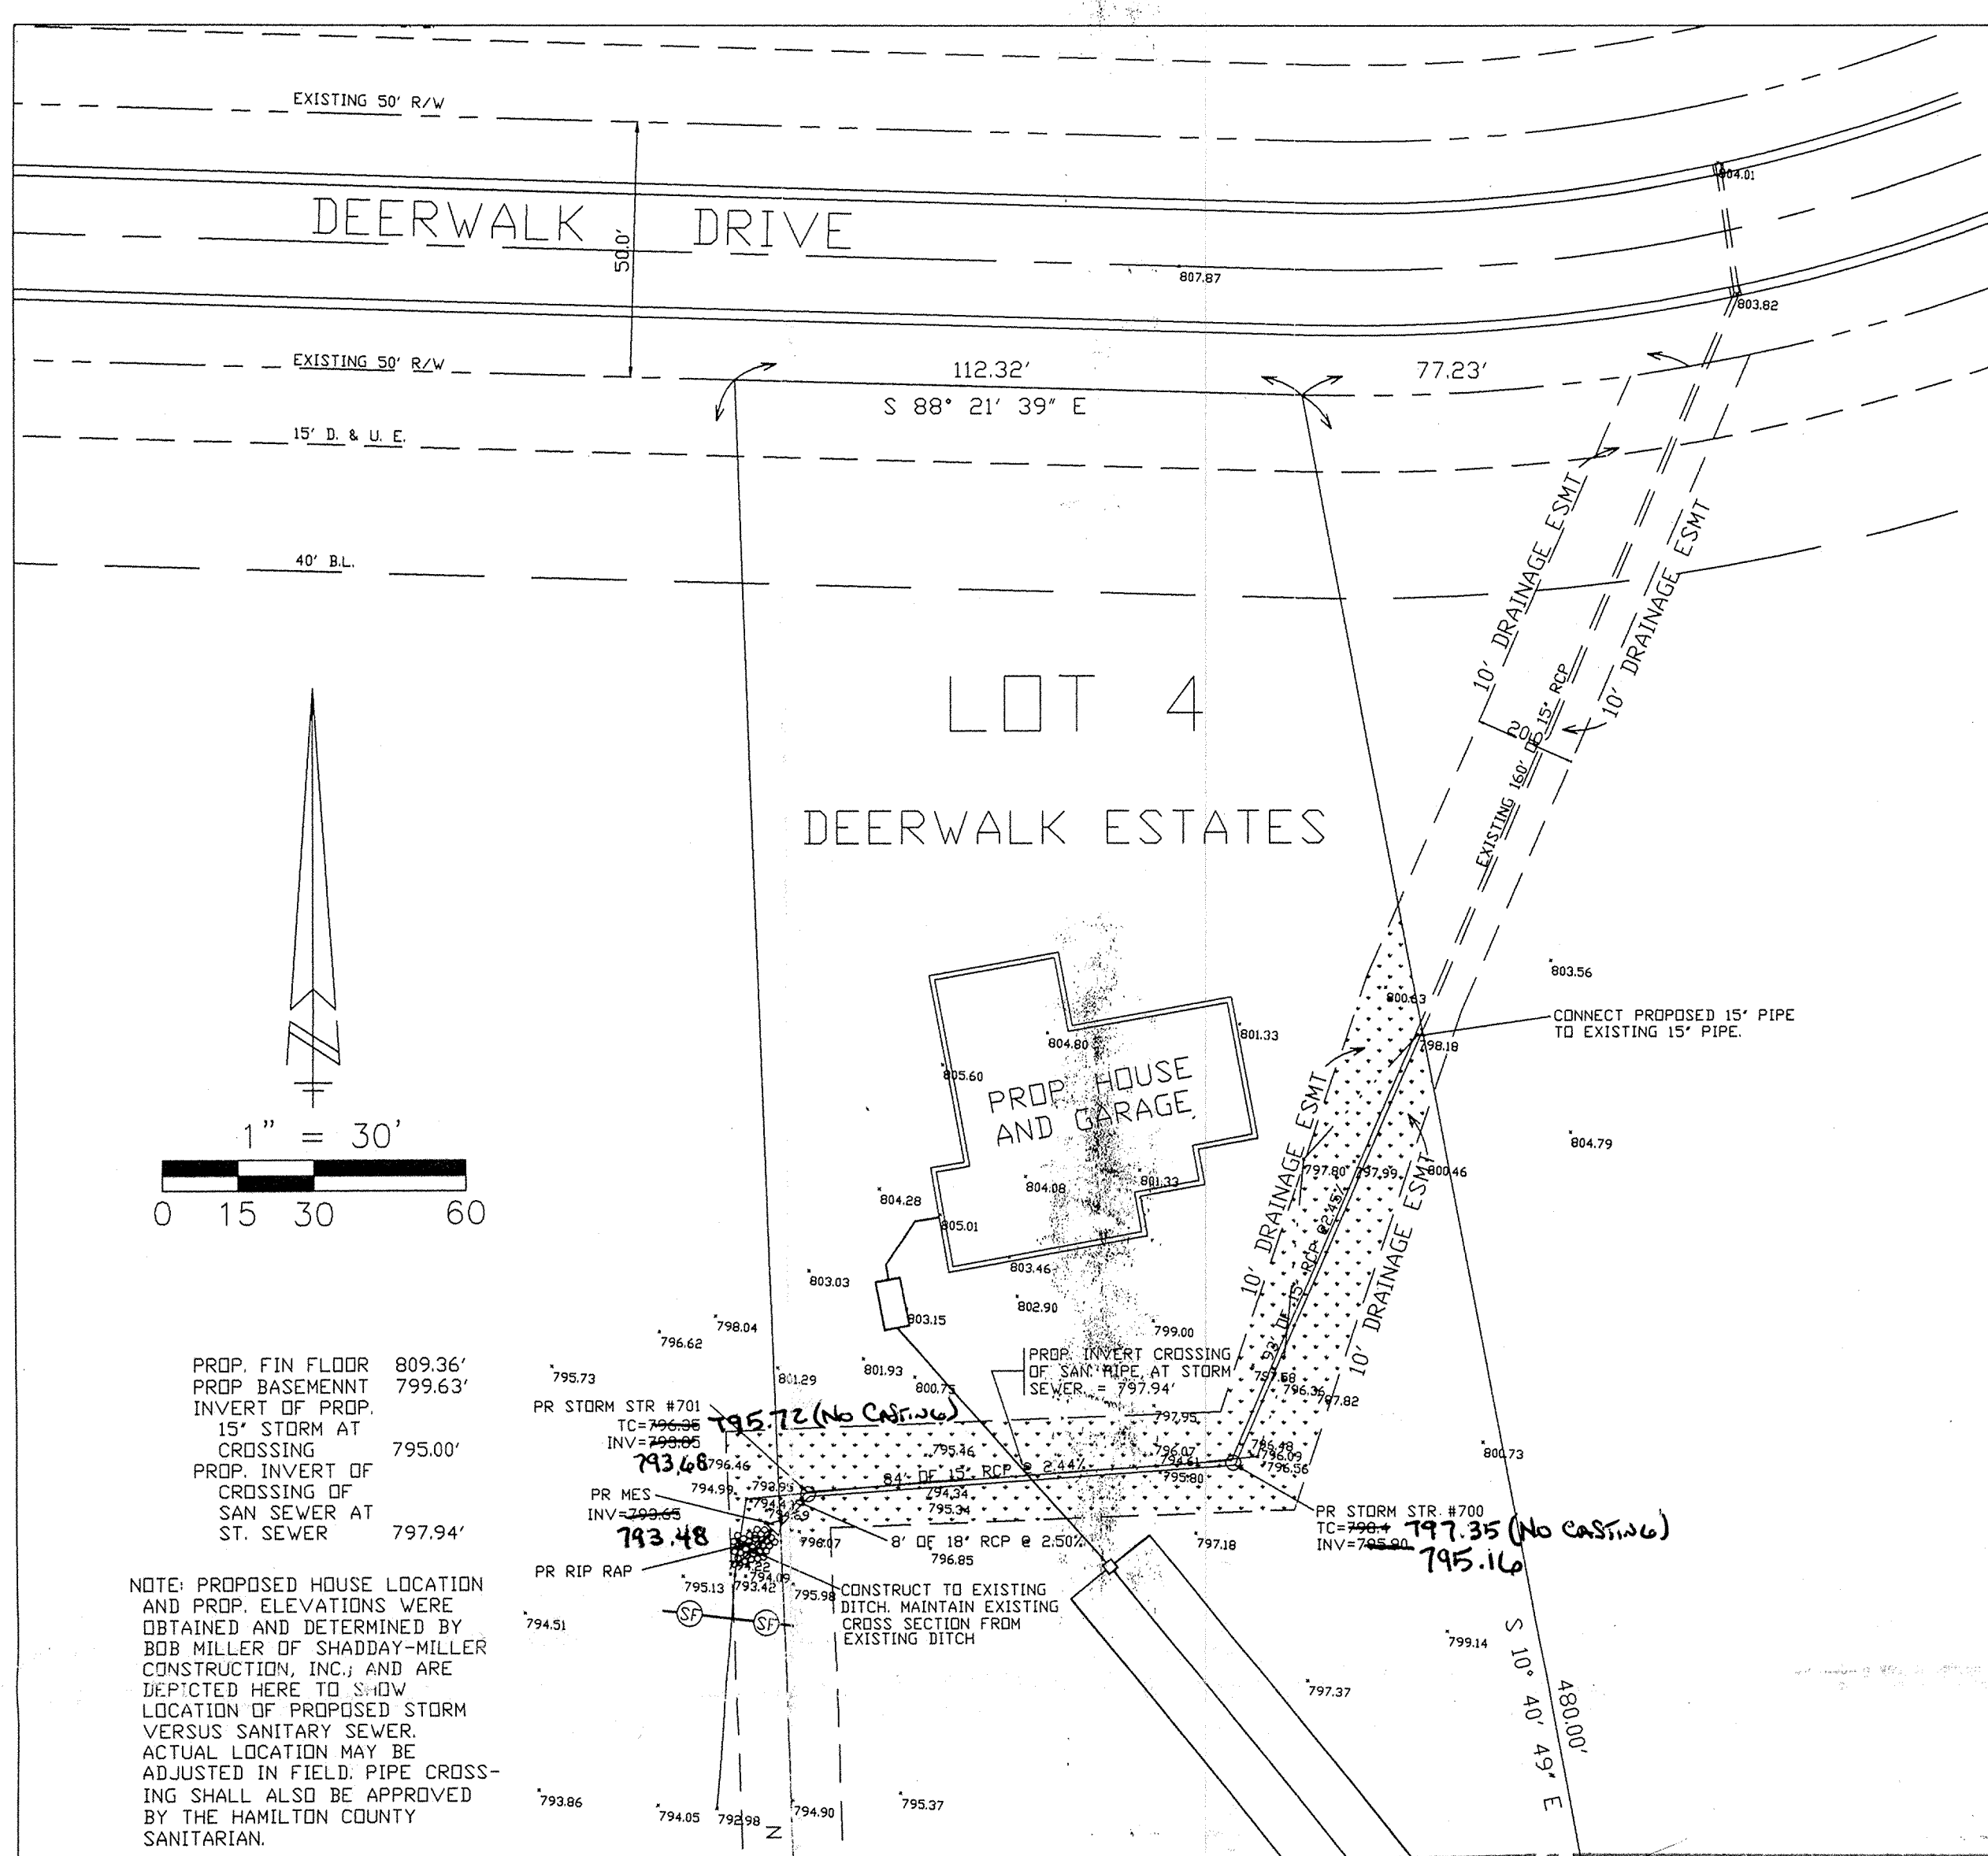 EXISTING 50' R/W
804.01
DEERWALK DRIVE
50.0'
807.87
803.82
EXISTING 50' R/W
112.32'
77.23'
S 88° 21' 39" E
15' D. & U. E.
10' DRAINAGE ESMT
10' DRAINAGE ESMT
40' B.L.
LOT 4
20'
EXISTING 160' OF 15" RCP
DEERWALK ESTATES
803.56
800.63
CONNECT PROPOSED 15" PIPE
TO EXISTING 15" PIPE.
798.18
801.33
804.80
805.60
PROP. HOUSE
AND GARAGE
1" = 30'
0 15 30 60
804.79
10' DRAINAGE ESMT
797.80
797.99
800.46
804.28
804.08
801.33
805.01
93' OF 15" RCP @2.45%
10' DRAINAGE ESMT
803.46
803.03
802.90
803.15
798.04
796.62
799.00
PROP. INVERT CROSSING
OF SAN. PIPE AT STORM
SEWER = 797.94'
PROP. FIN FLOOR 809.36'
PROP BASEMENNT 799.63'
INVERT OF PROP.
15" STORM AT
CROSSING 795.00'
PROP. INVERT OF
CROSSING OF
SAN SEWER AT
ST. SEWER 797.94'
795.73
801.29
801.93
800.75
797.68
796.36
797.82
PR STORM STR #701
TC=796.35 795.72 (NO CASTING)
INV=793.85
793.68
797.95
796.46
795.46
796.07
794.61
795.80
796.48
796.09
796.56
800.73
84' OF 15" RCP @ 2.44%
794.99
793.95
794.34
795.34
PR MES
INV=793.65
793.48
PR STORM STR. #700
TC=798.4 797.35 (NO CASTING)
INV=795.90
795.16
796.07
8' OF 18" RCP @ 2.50%
796.85
797.18
PR RIP RAP
794.22
794.09
795.13
793.42
795.98
CONSTRUCT TO EXISTING
DITCH. MAINTAIN EXISTING
CROSS SECTION FROM
EXISTING DITCH
SF SF
794.51
799.14
NOTE: PROPOSED HOUSE LOCATION
AND PROP. ELEVATIONS WERE
OBTAINED AND DETERMINED BY
BOB MILLER OF SHADDAY-MILLER
CONSTRUCTION, INC.; AND ARE
DEPICTED HERE TO SHOW
LOCATION OF PROPOSED STORM
VERSUS SANITARY SEWER.
ACTUAL LOCATION MAY BE
ADJUSTED IN FIELD. PIPE CROSS-
ING SHALL ALSO BE APPROVED
BY THE HAMILTON COUNTY
SANITARIAN.
797.37
S 10° 40' 49" E
480.00'
793.86
794.05
792.98
794.90
795.37
N